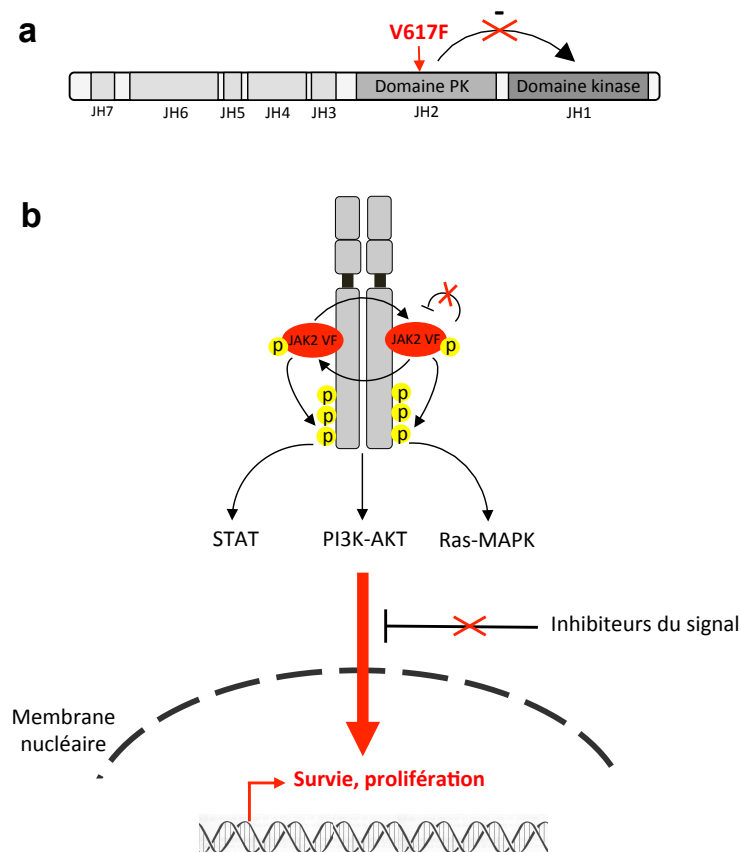 a
-
V617F
Domaine PK Domaine kinase
JH7 JH6 JH5 JH4 JH3 JH2 JH1
b
JAK2 VF JAK2 VF
p p
p p
p p
p p
STAT PI3K-AKT Ras-MAPK
Inhibiteurs du signal
Membrane
nucléaire
Survie, prolifération